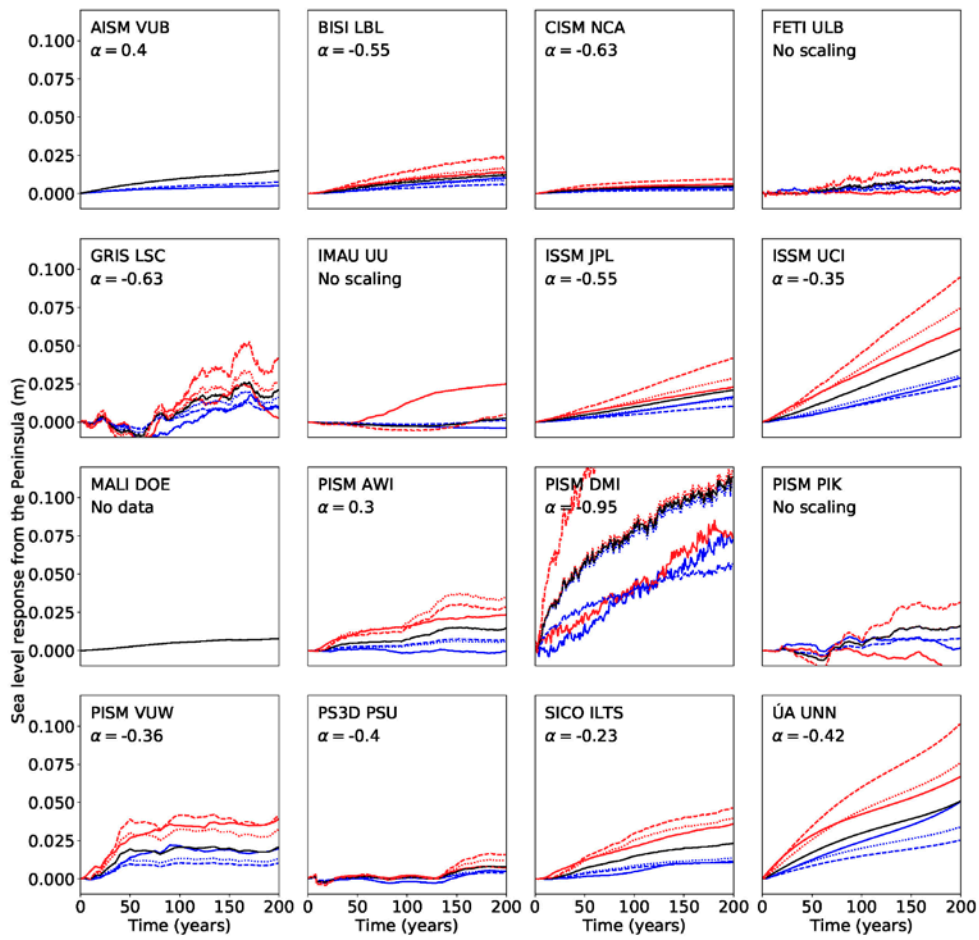 Sea level response from the Peninsula (m)
AISM VUB
α = 0.4
BISI LBL
α = -0.55
CISM NCA
α = -0.63
FETI ULB
No scaling
0.100
0.075
0.050
0.025
0.000
GRIS LSC
α = -0.63
IMAU UU
No scaling
ISSM JPL
α = -0.55
ISSM UCI
α = -0.35
0.100
0.075
0.050
0.025
0.000
MALI DOE
No data
PISM AWI
α = 0.3
PISM DMI
α = -0.95
PISM PIK
No scaling
0.100
0.075
0.050
0.025
0.000
PISM VUW
α = -0.36
PS3D PSU
α = -0.4
SICO ILTS
α = -0.23
ÚA UNN
α = -0.42
0.100
0.075
0.050
0.025
0.000
0 50 100 150 200
0 50 100 150 200
0 50 100 150 200
0 50 100 150 200
Time (years)
Time (years)
Time (years)
Time (years)